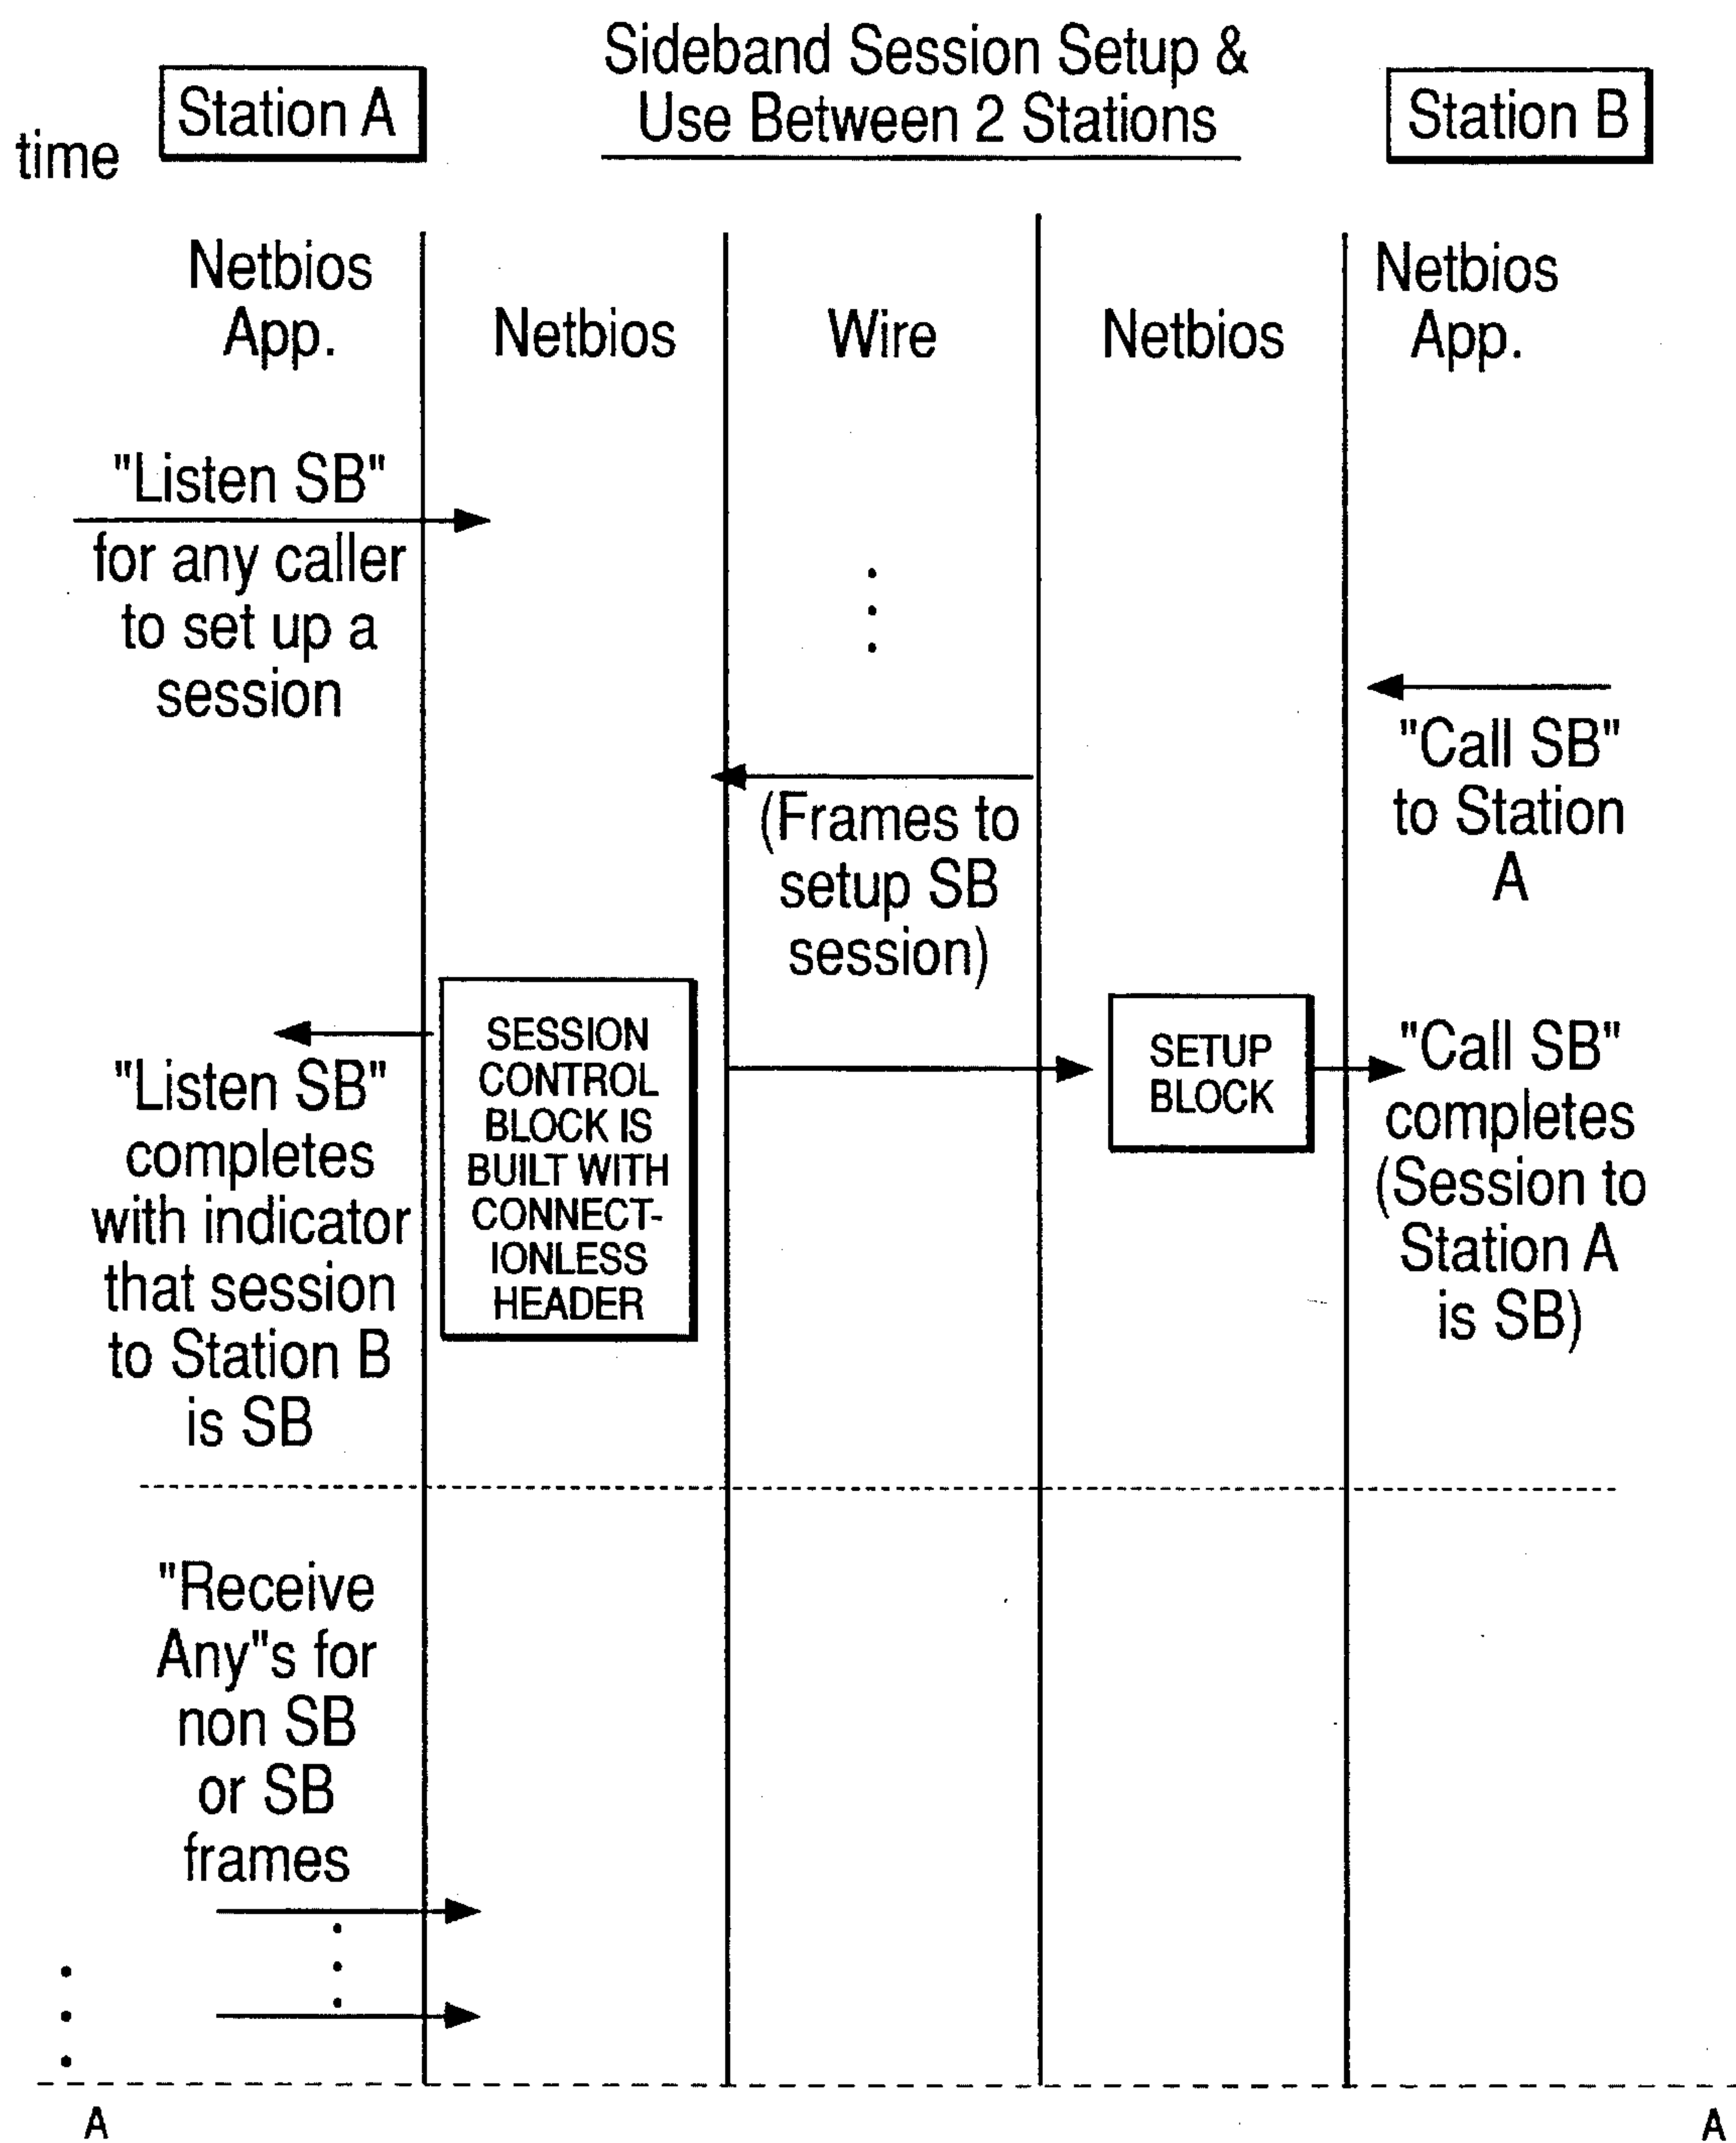 Sideband Session Setup &
Use Between 2 Stations
time
Station A
Station B
Netbios
App.
Netbios
Wire
Netbios
Netbios
App.
"Listen SB"
for any caller
to set up a
session
"Call SB"
to Station
A
(Frames to
setup SB
session)
"Listen SB"
completes
with indicator
that session
to Station B
is SB
SESSION
CONTROL
BLOCK IS
BUILT WITH
CONNECT-
IONLESS
HEADER
SETUP
BLOCK
"Call SB"
completes
(Session to
Station A
is SB)
"Receive
Any"s for
non SB
or SB
frames
A
A